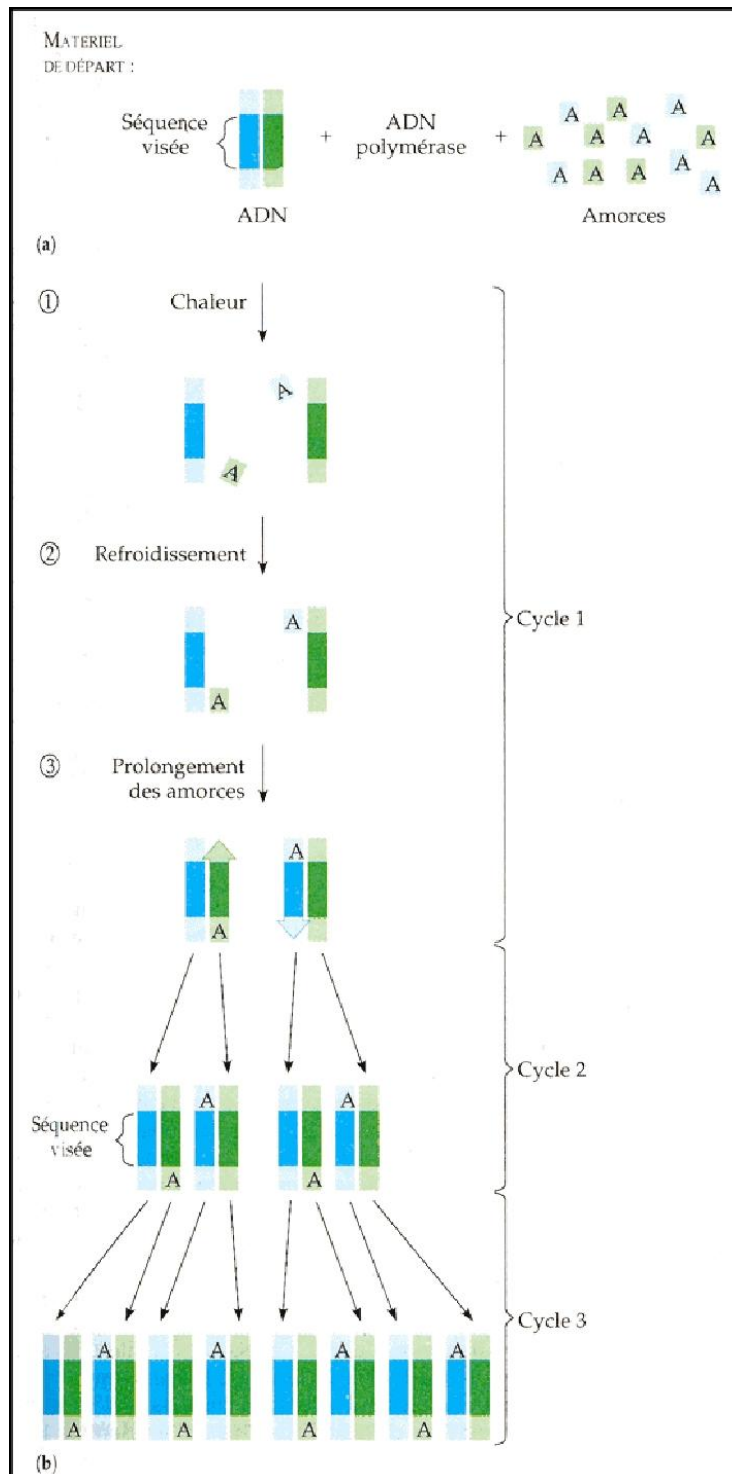 MATERIEL
DE DÉPART :
Séquence
visée
+
ADN
polymérase
+
A
A
A
A
A
A
A
A
A
A
A
A
A
ADN
Amorces
(a)
①
Chaleur
A
A
②
Refroidissement
A
A
Cycle 1
③
Prolongement
des amorces
A
A
Cycle 2
A
A
Séquence
visée
A
A
Cycle 3
A
A
A
A
A
A
A
A
(b)